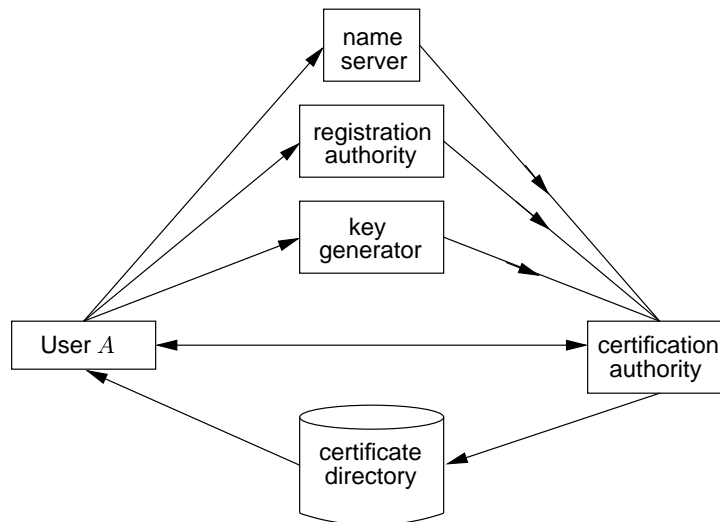 name
server
registration
authority
key
generator
User A
certification
authority
certificate
directory